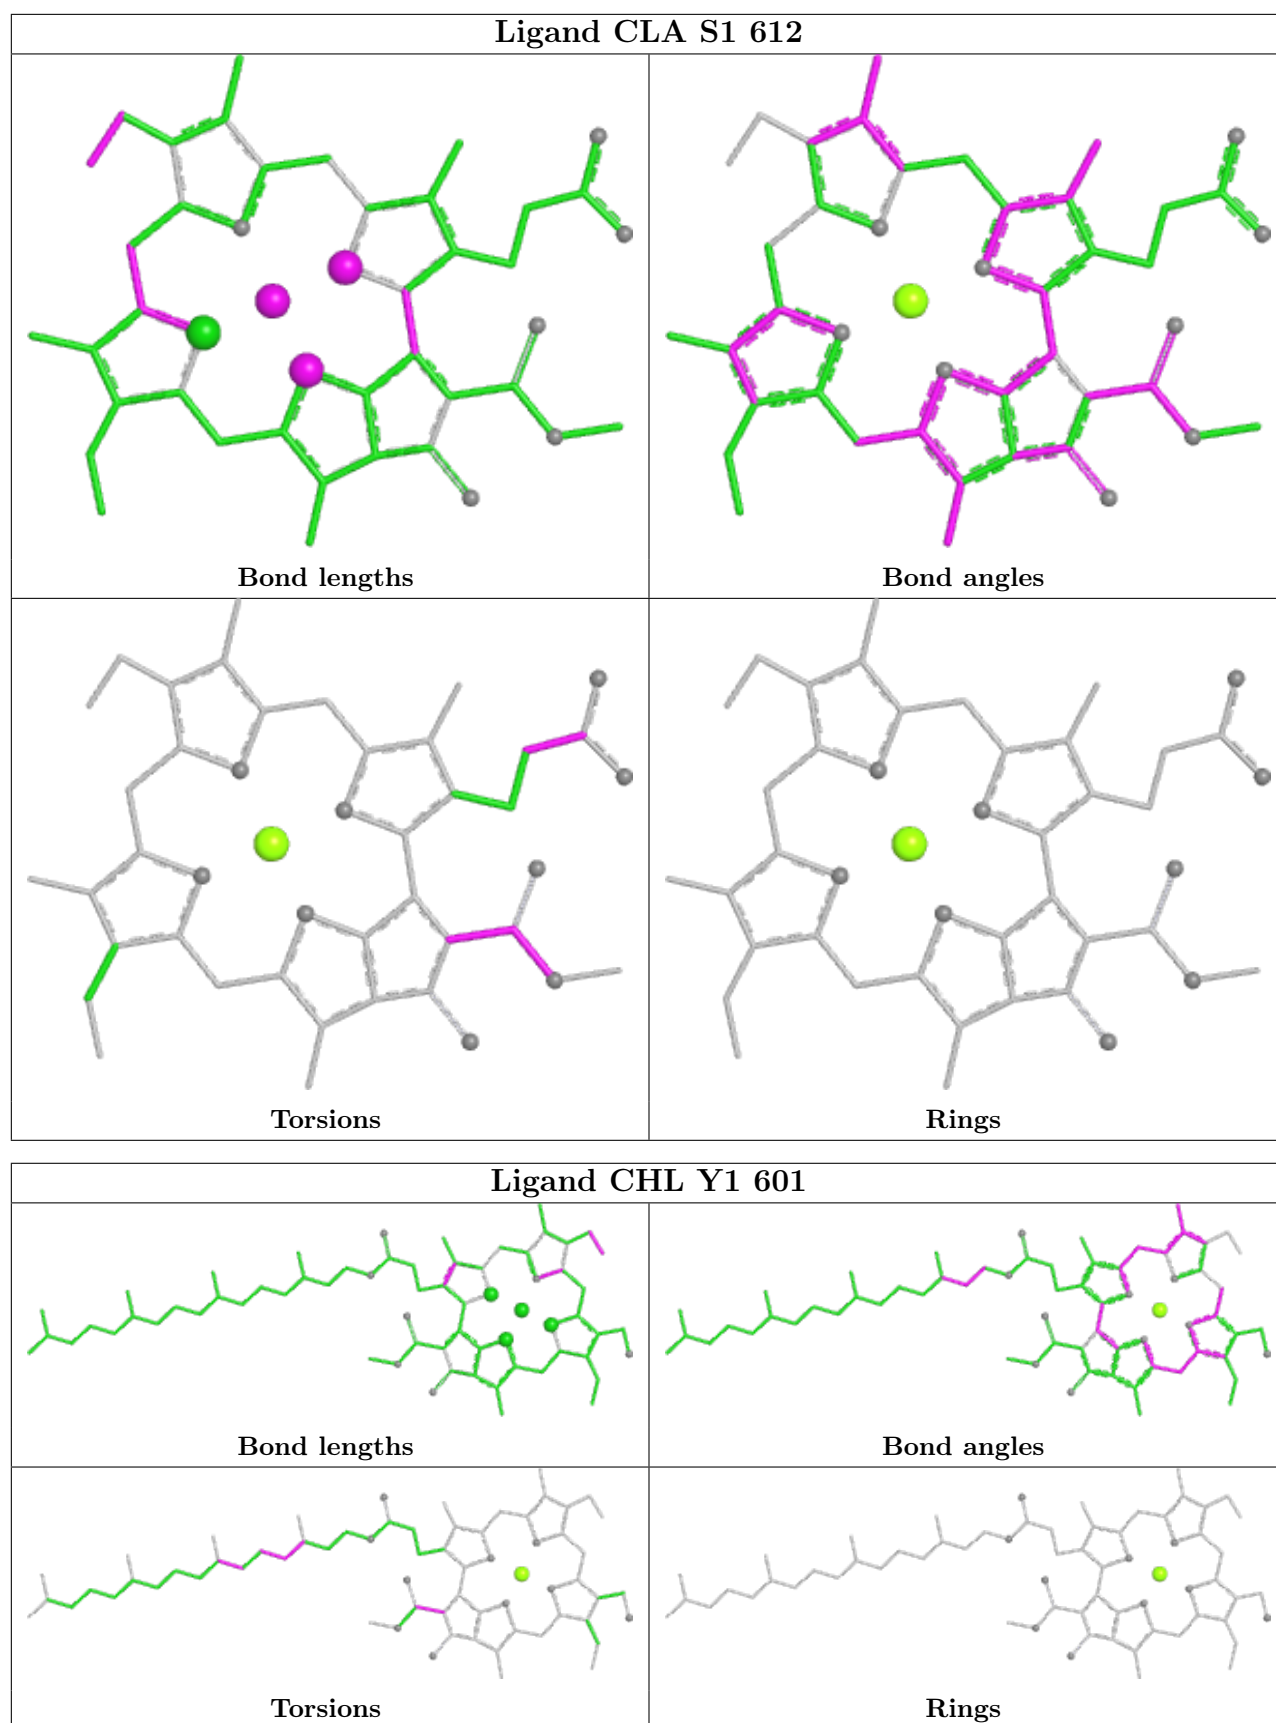 Ligand CLA S1 612
Bond lengths
Bond angles
Torsions
Rings
Ligand CHL Y1 601
Bond lengths
Bond angles
Torsions
Rings